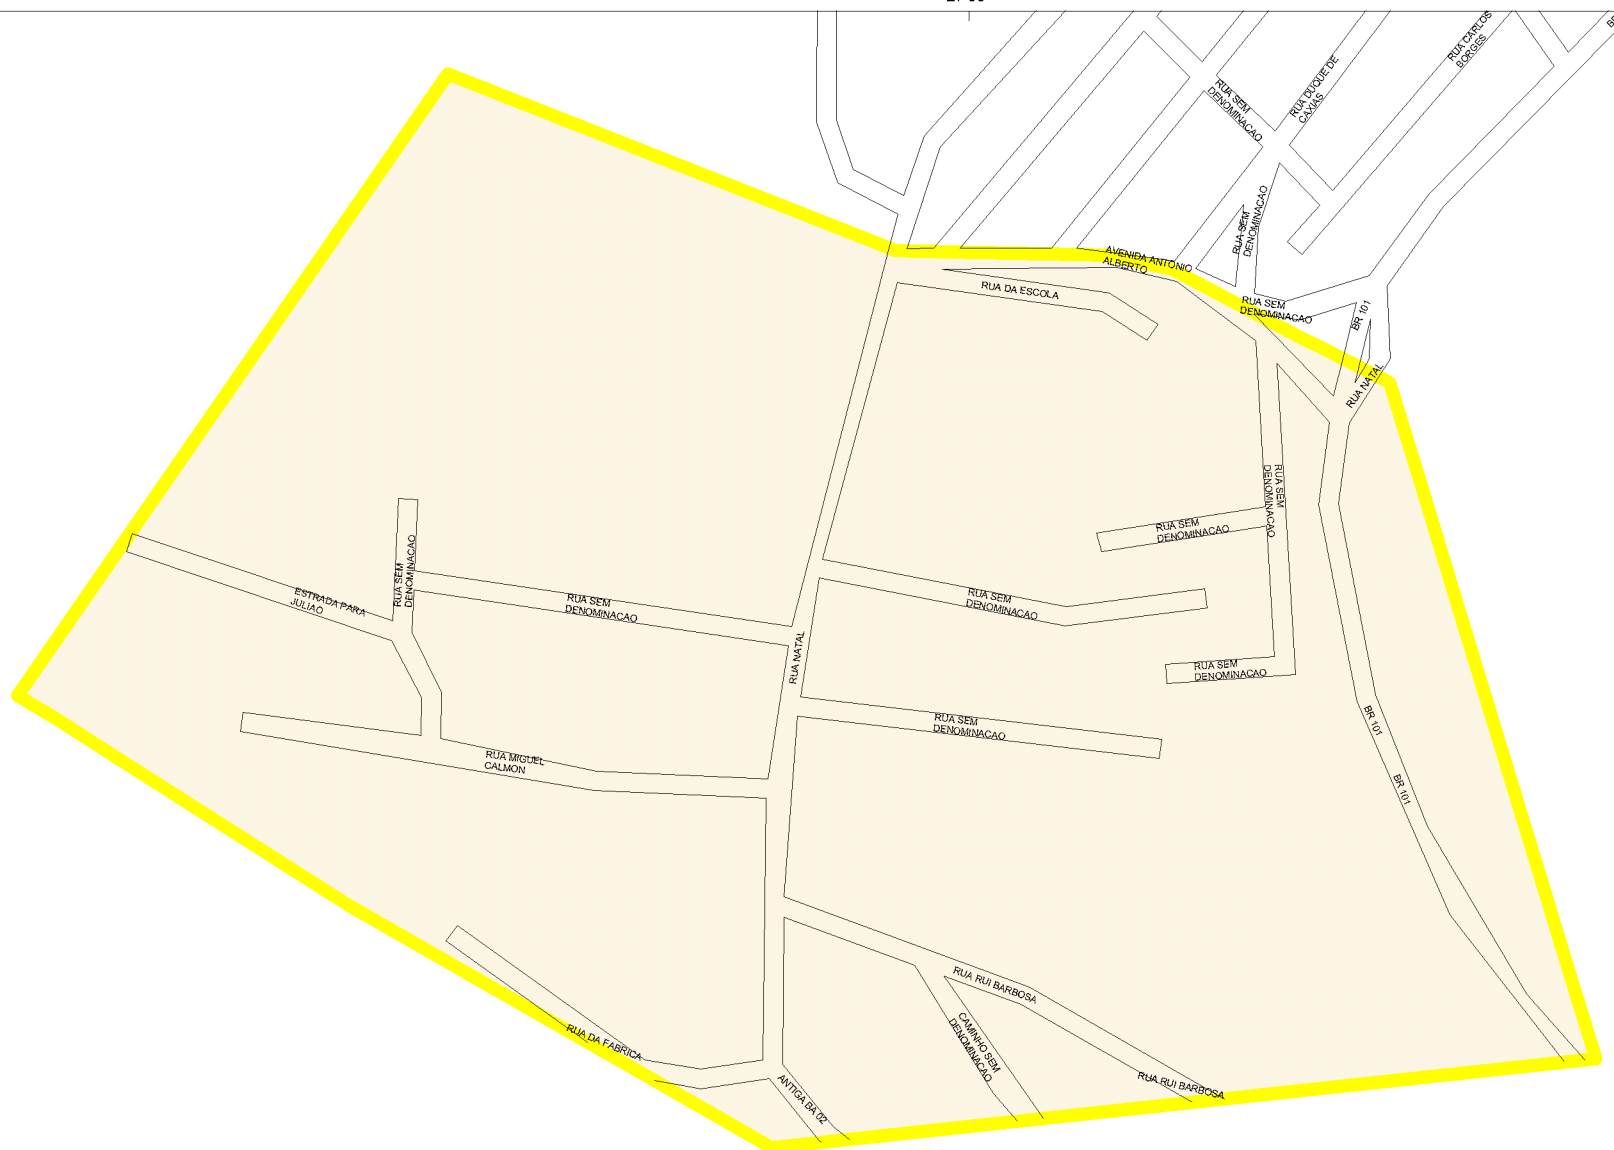 RUA CARLOS
BORGES
RUA DUQUE DE
CAXIAS
RUA SEM
DENOMINACAO
RUA SEM
DENOMINACAO
AVENIDA ANTONIO
ALBERTO
RUA DA ESCOLA
RUA SEM
DENOMINACAO
BR 101
RUA NATAL
RUA SEM
DENOMINACAO
RUA SEM
DENOMINACAO
RUA SEM
DENOMINACAO
ESTRADA PARA
JULIAO
RUA SEM
DENOMINACAO
RUA SEM
DENOMINACAO
RUA NATAL
RUA SEM
DENOMINACAO
RUA SEM
DENOMINACAO
BR 101
RUA MIGUEL
CALMON
BR 101
RUA RUI BARBOSA
CAMINHO SEM
DENOMINACAO
RUA DA FABRICA
RUA RUI BARBOSA
ANTIGA BA 02